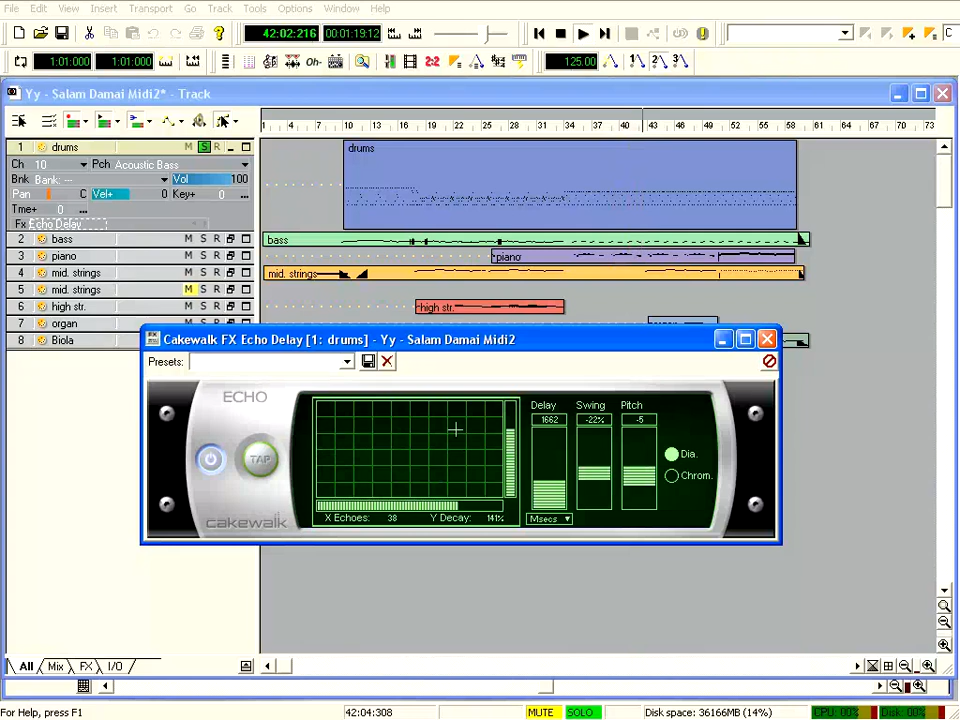 File Edit View Insert Transport Go Track Tools Options Window Help
42:02:216 00:01:19:12
1:01:000 1:01:000 Oh- 2:2 125.00
Yy - Salam Damai Midi2* - Track
1 4 7 10 13 16 19 22 25 28 31 34 37 40 43 46 49 52 55 58 61 64 67 70 73
1 drums M S R
drums
Ch 10 Pch Acoustic Bass
Bnk Bank: --- Vol 100
Pan C Vel+ 0 Key+ 0
Tme+ 0
Fx Echo Delay
2 bass M S R
bass
3 piano M S R
piano
4 mid. strings M S R
mid. strings
5 mid. strings M S R
6 high str. M S R
high str.
7 organ
8 Biola
Cakewalk FX Echo Delay [1: drums] - Yy - Salam Damai Midi2
Presets:
ECHO
TAP
cakewalk
X Echoes: 38 Y Decay: 141%
Delay Swing Pitch
1662 -22% -5
Dia.
Chrom.
Msecs
All Mix FX I/O
For Help, press F1 42:04:308 MUTE SOLO Disk space: 36166MB (14%) CPU: 00% Disk: 00%